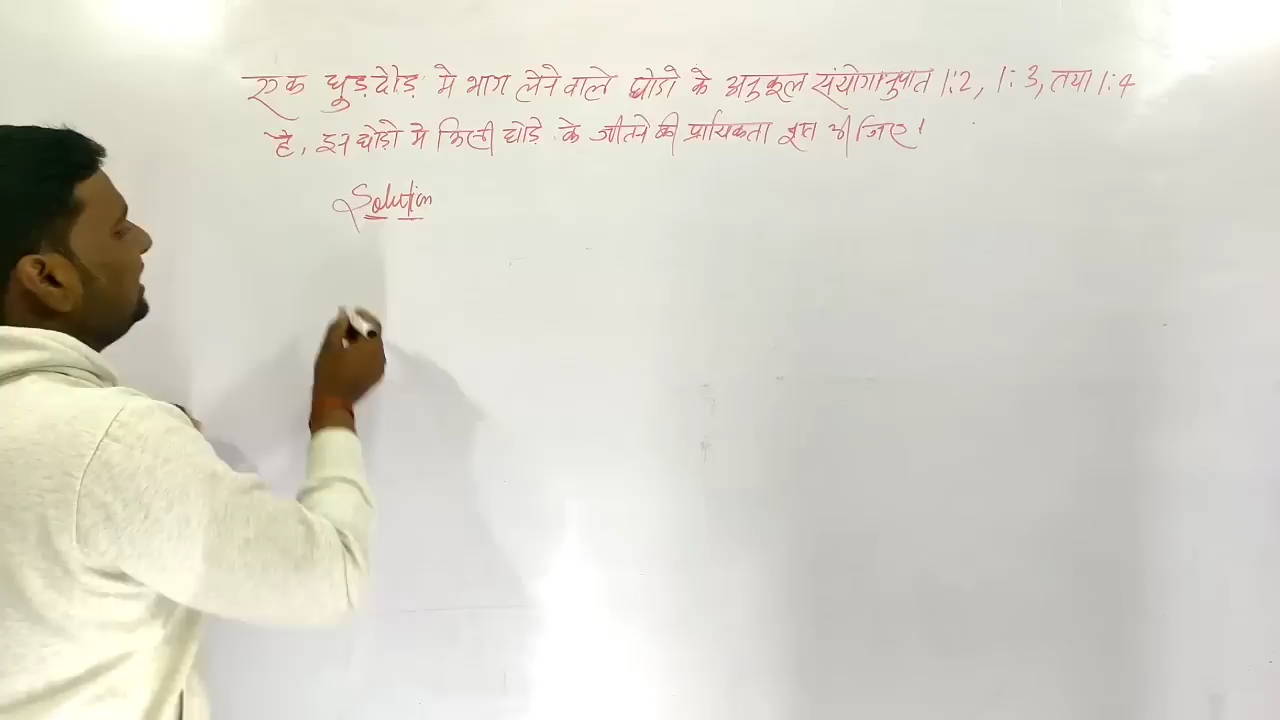 एक घुड़दौड़ मे भाग लेने वाले घोडो के अनुकूल संयोगानुपात 1:2, 1:3, तथा 1:4
है, इन घोड़ो मे किसी घोड़े के जीतने की प्रायिकता ज्ञात कीजिए।
Solution